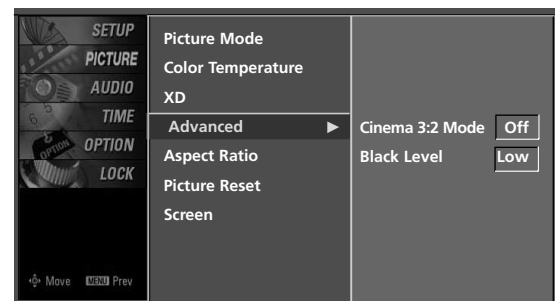 SETUP
PICTURE
AUDIO
TIME
OPTION
LOCK
Move MENU Prev
Picture Mode
Color Temperature
XD
Advanced
Aspect Ratio
Picture Reset
Screen
Cinema 3:2 Mode Off
Black Level Low